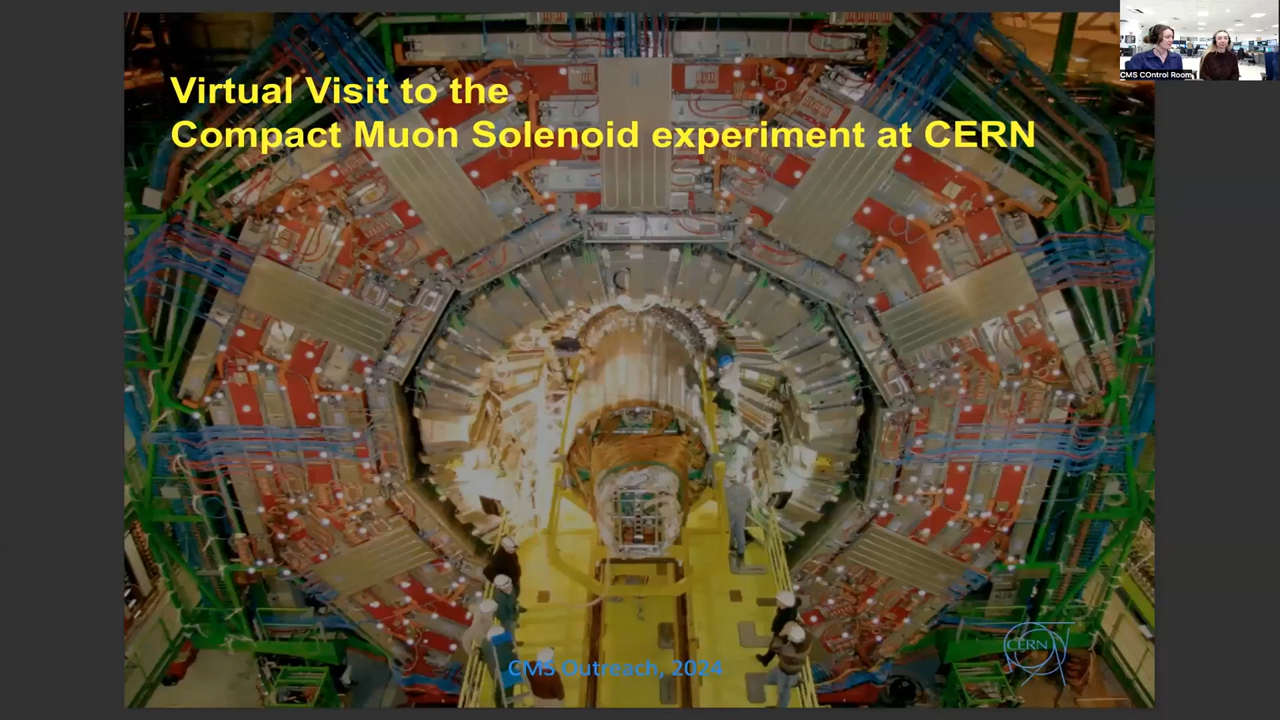 Virtual Visit to the
Compact Muon Solenoid experiment at CERN
CMS COntrol Room
CMS Outreach, 2024
CERN